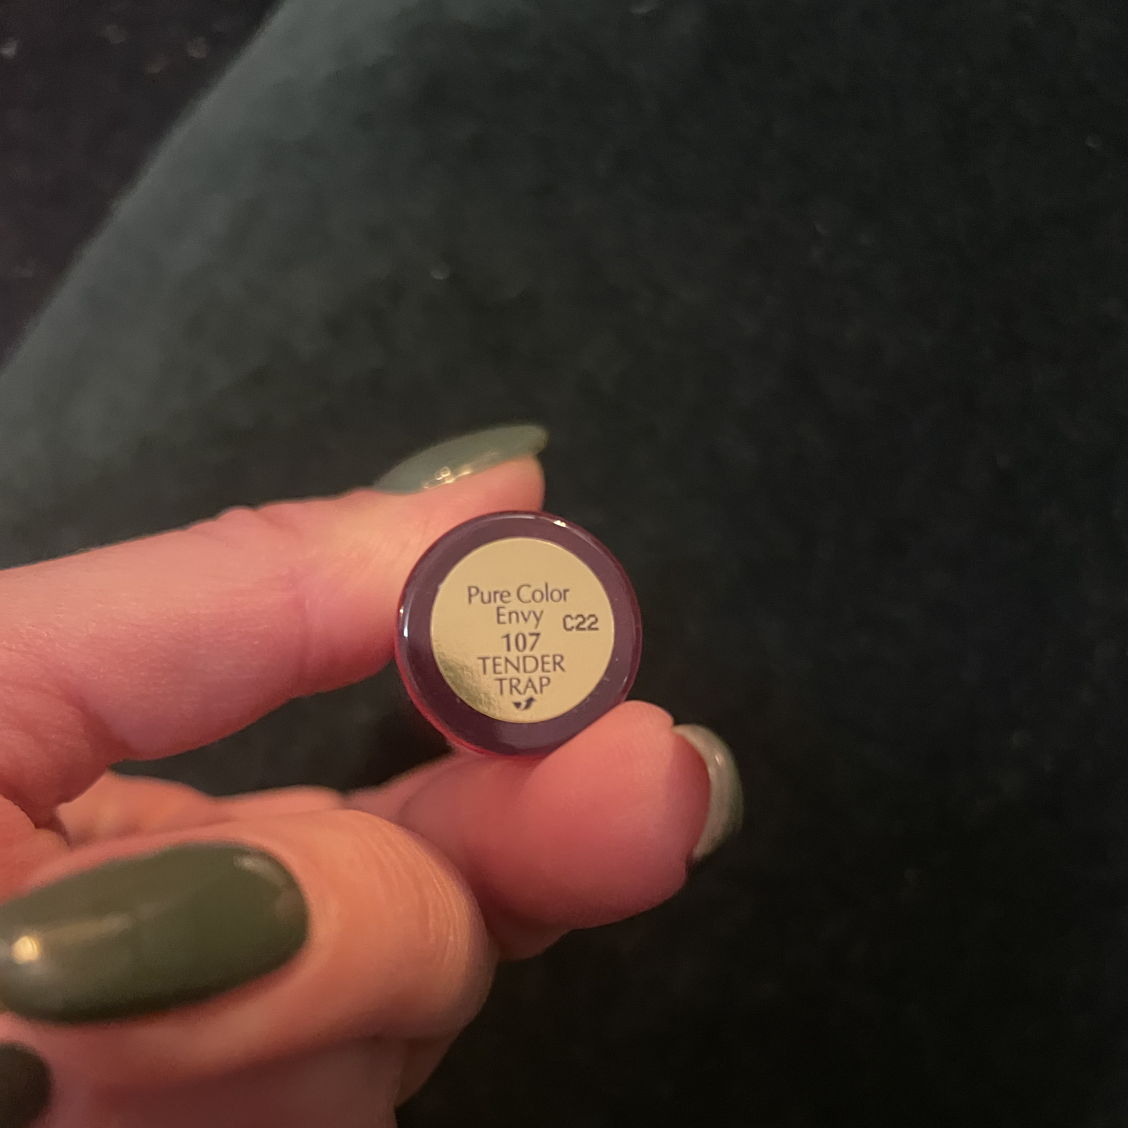 Pure Color
Envy
C22
107
TENDER
TRAP